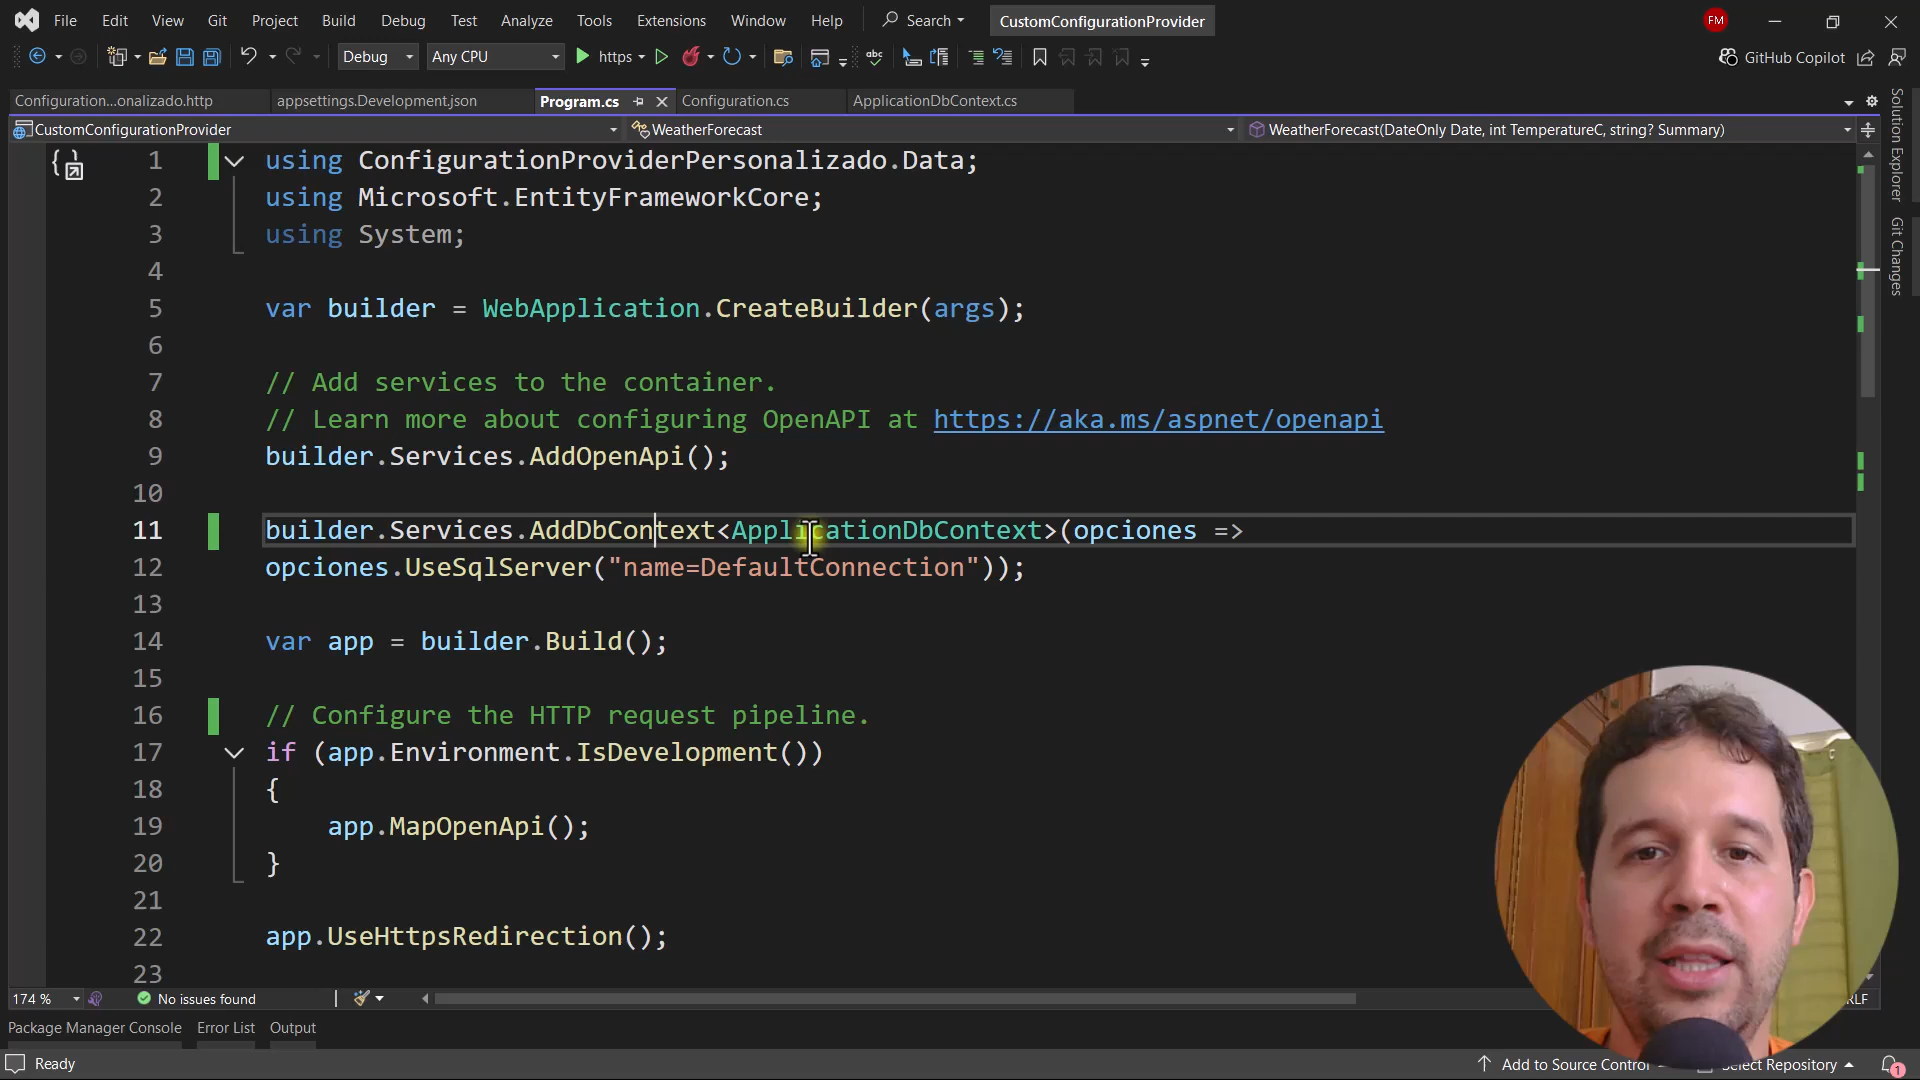 File Edit View Git Project Build Debug Test Analyze Tools Extensions Window Help Search CustomConfigurationProvider FM
Debug Any CPU https GitHub Copilot
Configuration...onalizado.http appsettings.Development.json Program.cs Configuration.cs ApplicationDbContext.cs
CustomConfigurationProvider WeatherForecast WeatherForecast(DateOnly Date, int TemperatureC, string? Summary)
1 using ConfigurationProviderPersonalizado.Data;
2 using Microsoft.EntityFrameworkCore;
3 using System;
4
5 var builder = WebApplication.CreateBuilder(args);
6
7 // Add services to the container.
8 // Learn more about configuring OpenAPI at https://aka.ms/aspnet/openapi
9 builder.Services.AddOpenApi();
10
11 builder.Services.AddDbContext<ApplicationDbContext>(opciones =>
12 opciones.UseSqlServer("name=DefaultConnection"));
13
14 var app = builder.Build();
15
16 // Configure the HTTP request pipeline.
17 if (app.Environment.IsDevelopment())
18 {
19 app.MapOpenApi();
20 }
21
22 app.UseHttpsRedirection();
23
Solution Explorer
Git Changes
174 % No issues found RLF
Package Manager Console Error List Output
Ready Add to Source Control Select Repository 1